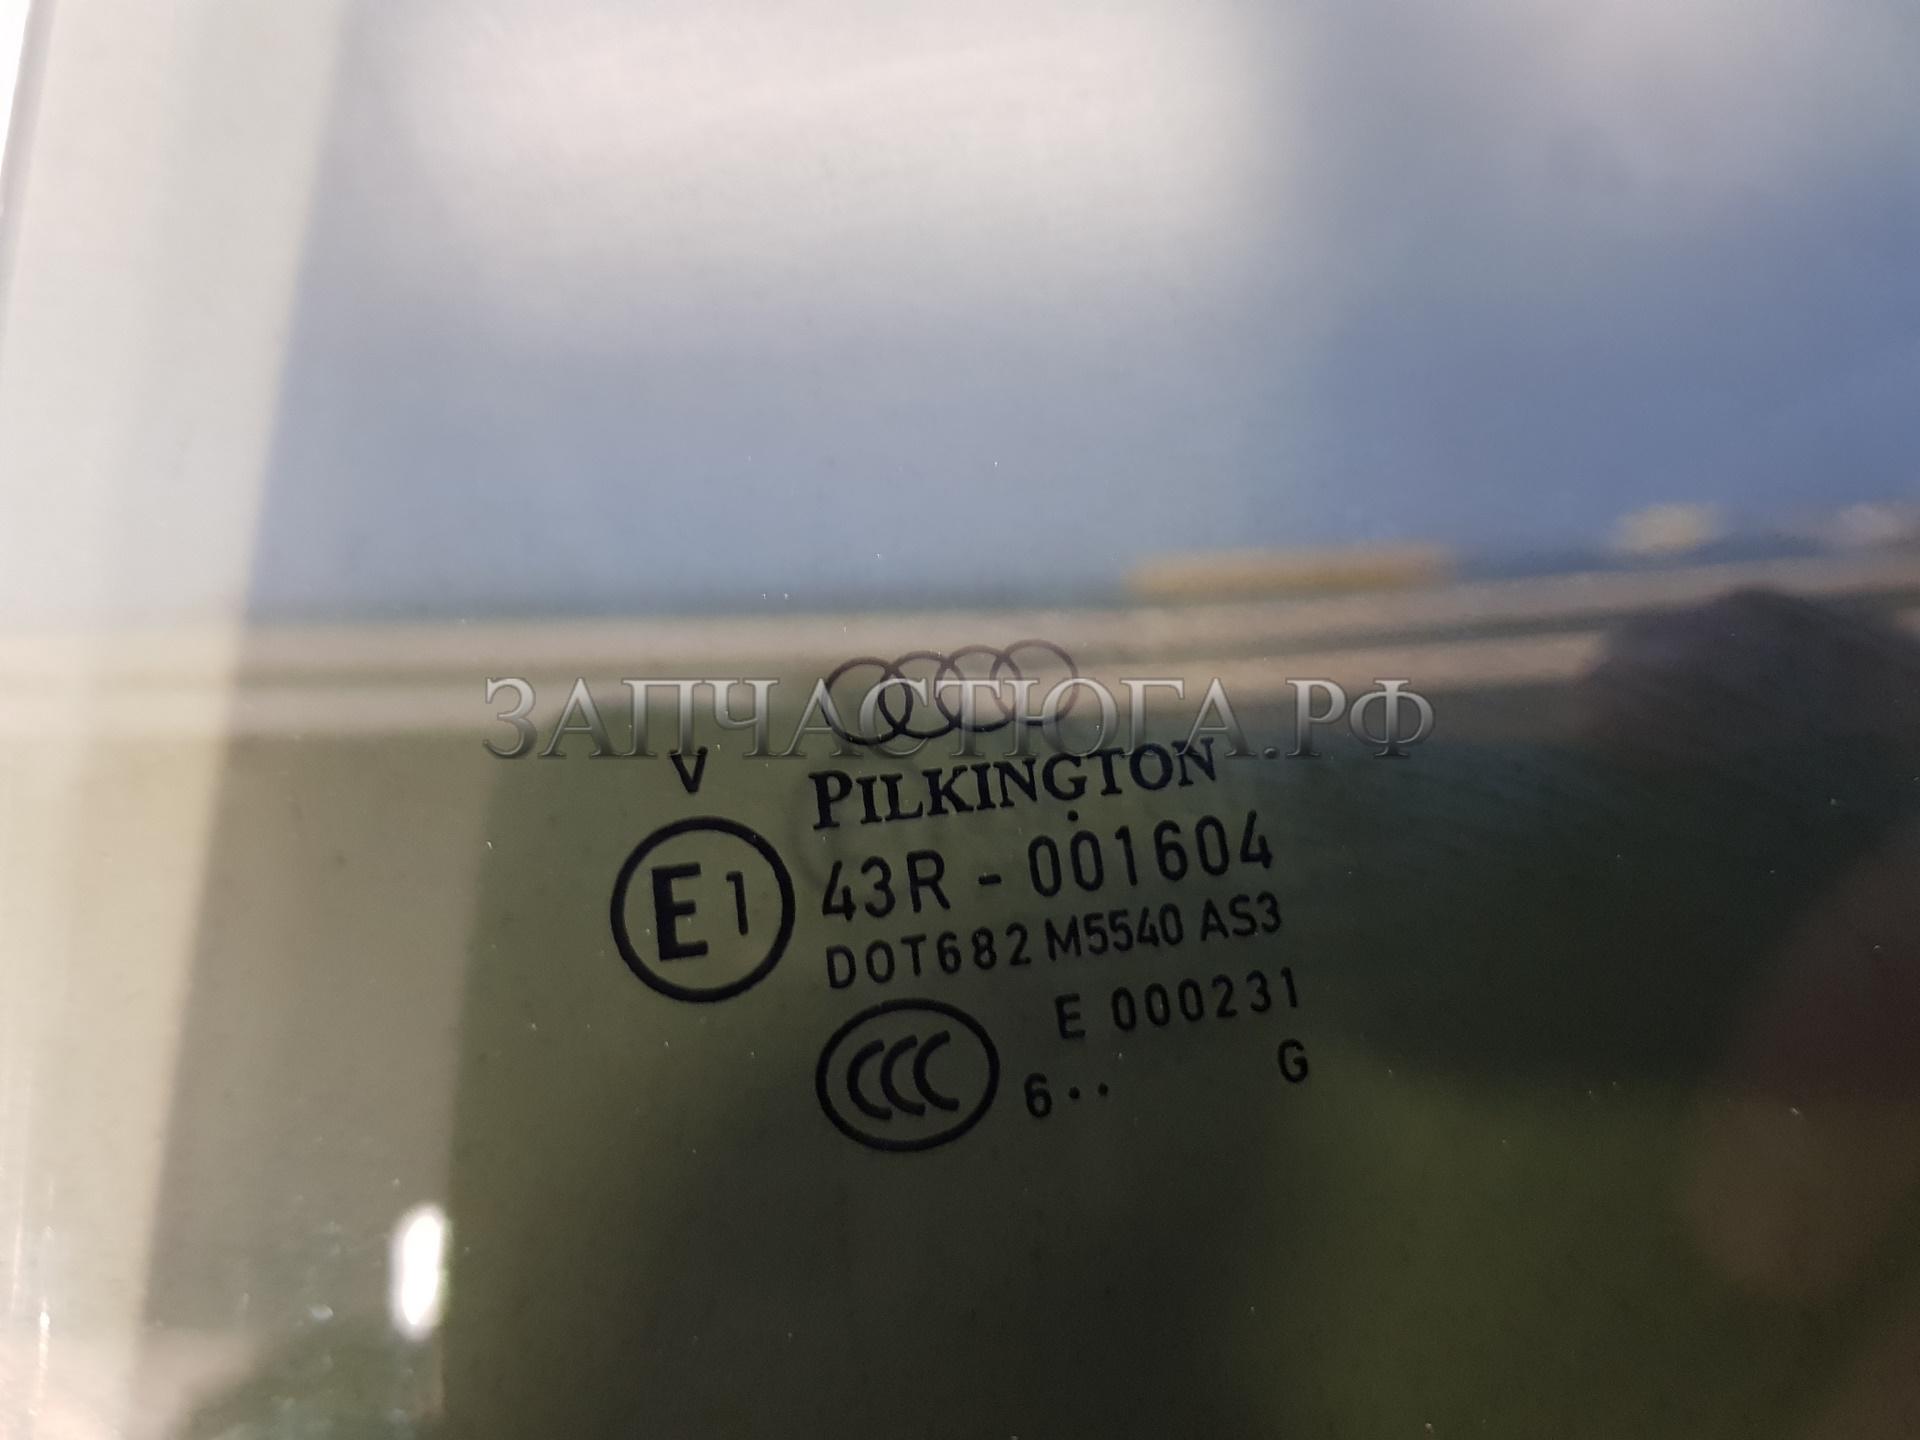 ЗАПЧАСТЮГА.РФ
V PILKINGTON
E1 43R - 001604
DOT682 M5540 AS3
CCC E 000231
6·· G